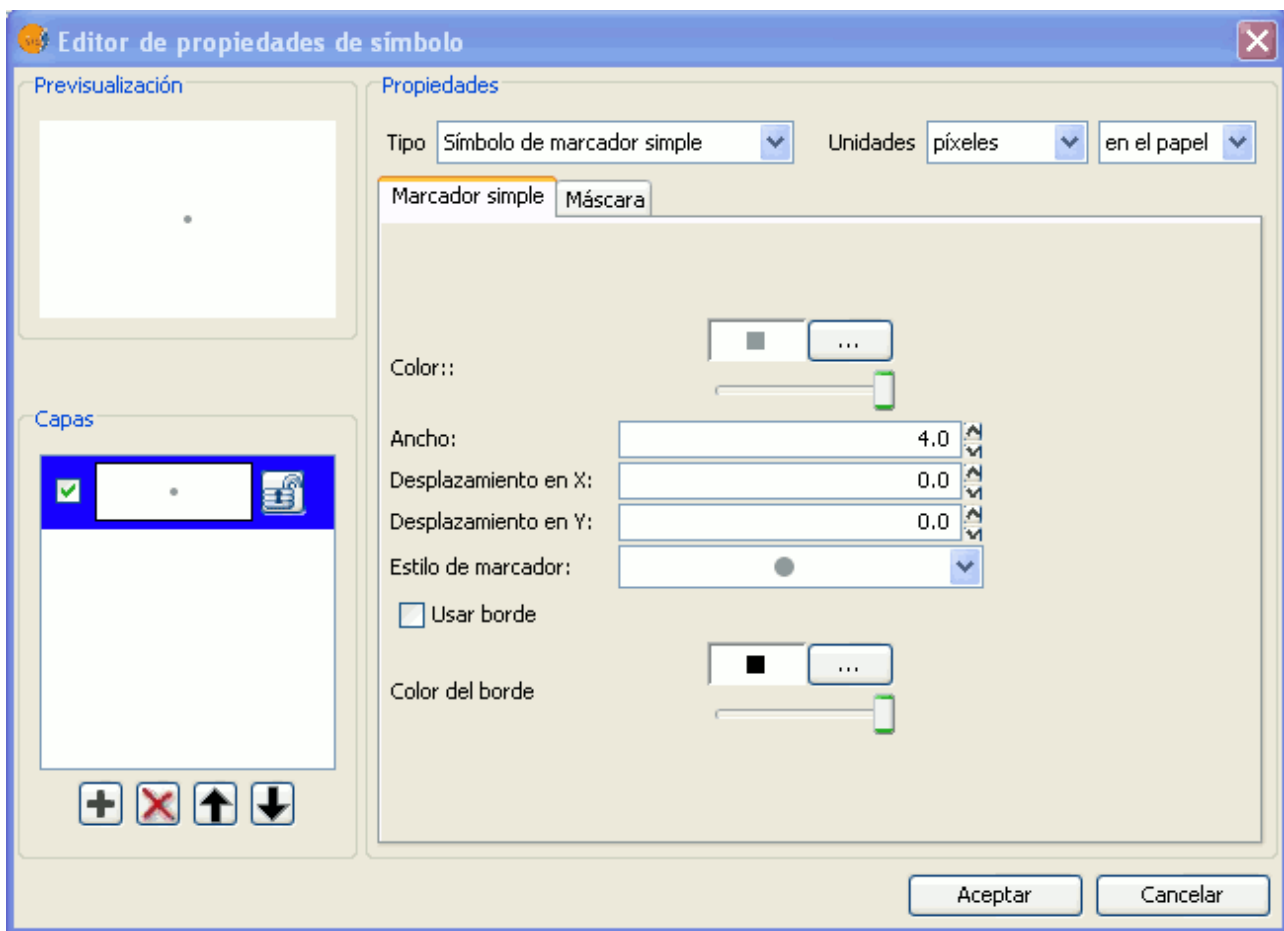 Editor de propiedades de símbolo
Previsualización
Propiedades
Tipo Símbolo de marcador simple Unidades píxeles en el papel
Marcador simple Máscara
Color:: ...
Capas
Ancho: 4.0
Desplazamiento en X: 0.0
Desplazamiento en Y: 0.0
Estilo de marcador:
Usar borde
Color del borde ...
Aceptar Cancelar